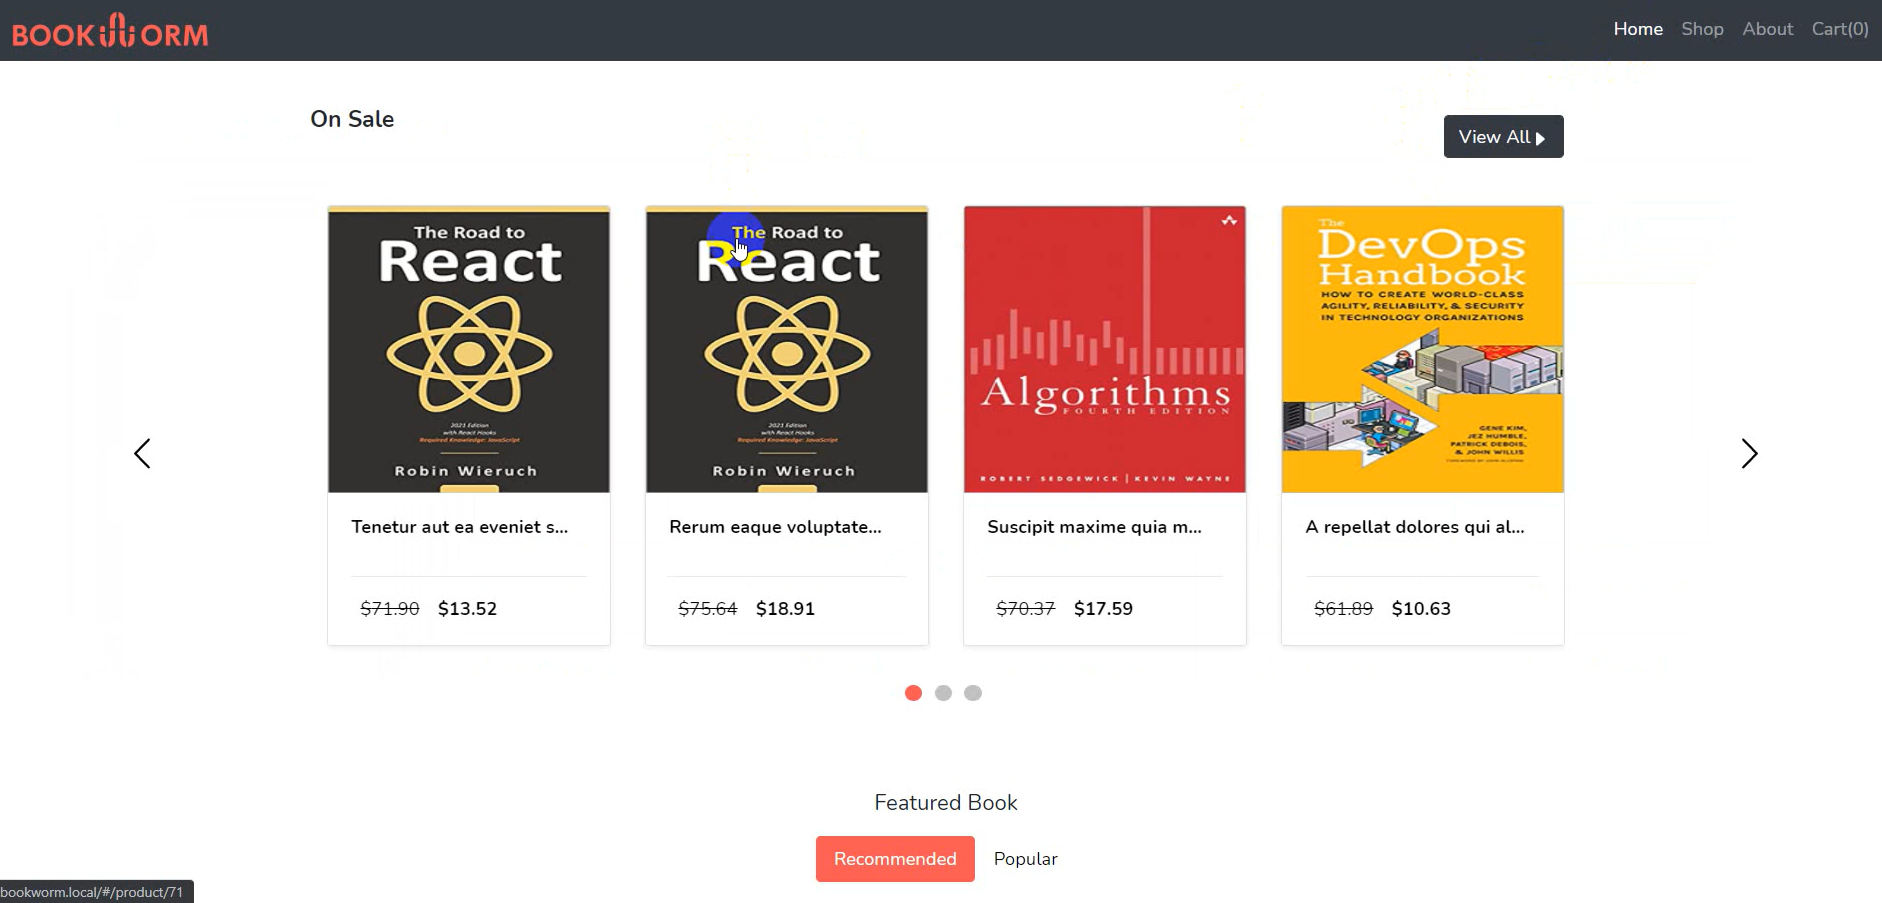 BOOKWORM
Home Shop About Cart(0)
On Sale
View All
The Road to
React
2021 Edition
with React Hooks
Required Knowledge: JavaScript
Robin Wieruch
Tenetur aut ea eveniet s...
$71.90 $13.52
The Road to
React
2021 Edition
with React Hooks
Required Knowledge: JavaScript
Robin Wieruch
Rerum eaque voluptate...
$75.64 $18.91
Algorithms
FOURTH EDITION
ROBERT SEDGEWICK | KEVIN WAYNE
Suscipit maxime quia m...
$70.37 $17.59
The
DevOps
Handbook
HOW TO CREATE WORLD-CLASS
AGILITY, RELIABILITY, & SECURITY
IN TECHNOLOGY ORGANIZATIONS
GENE KIM,
JEZ HUMBLE,
PATRICK DEBOIS,
& JOHN WILLIS
A repellat dolores qui al...
$61.89 $10.63
Featured Book
Recommended Popular
bookworm.local/#/product/71